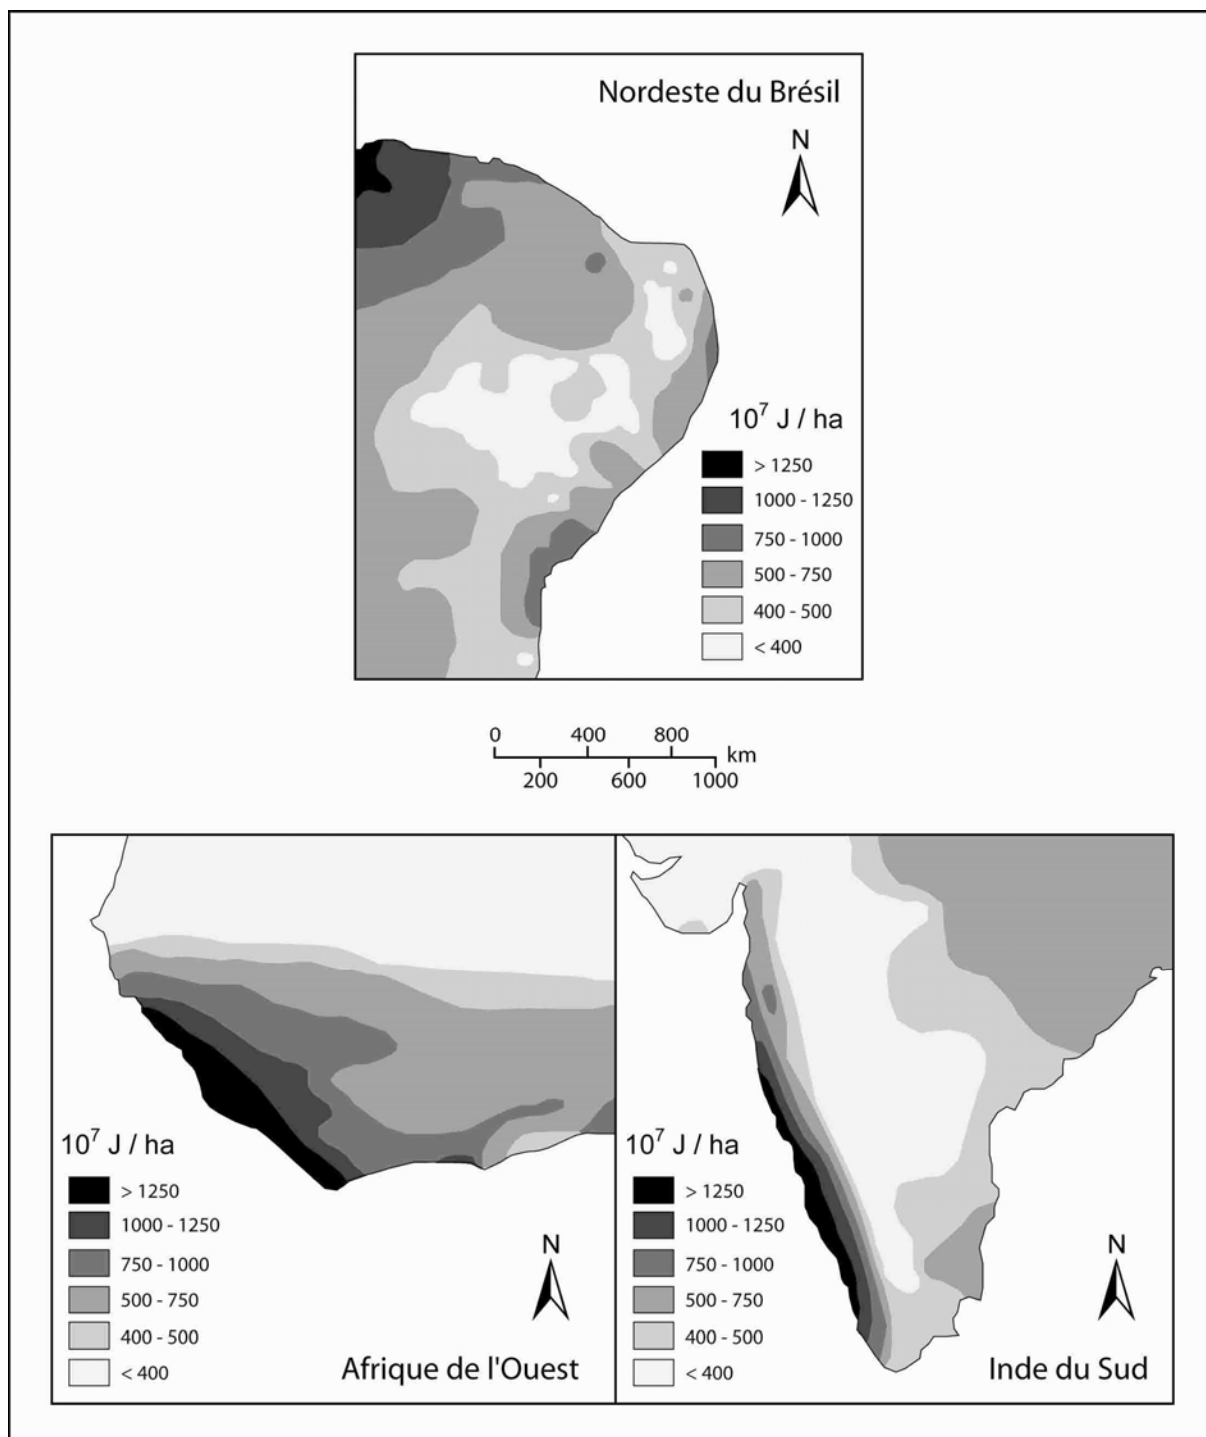 Nordeste du Brésil
N
10⁷ J / ha
> 1250
1000 - 1250
750 - 1000
500 - 750
400 - 500
< 400
0 400 800
km
200 600 1000
10⁷ J / ha
> 1250
1000 - 1250
750 - 1000
500 - 750
400 - 500
< 400
N
Afrique de l'Ouest
10⁷ J / ha
> 1250
1000 - 1250
750 - 1000
500 - 750
400 - 500
< 400
N
Inde du Sud